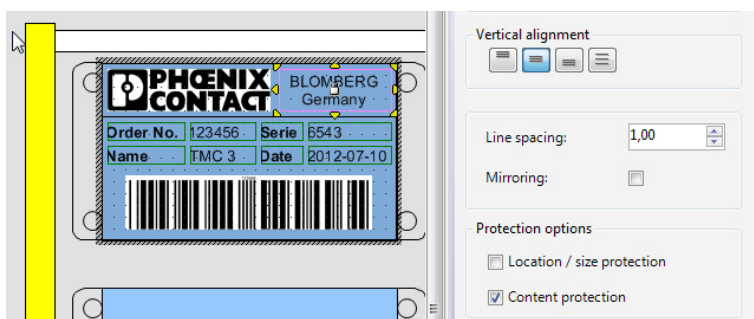 PHŒNIX
CONTACT
BLOMBERG
Germany
Order No. 123456 Serie 6543
Name TMC 3 Date 2012-07-10
Vertical alignment
Line spacing: 1,00
Mirroring:
Protection options
Location / size protection
Content protection